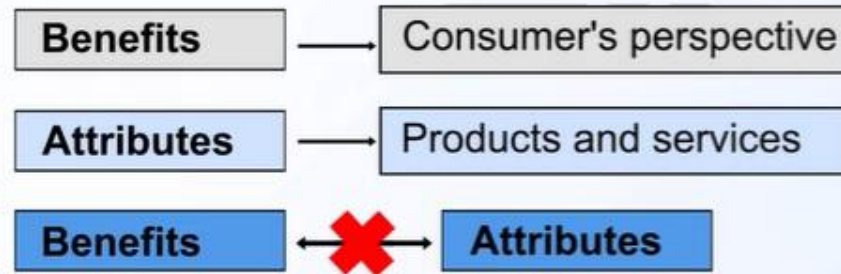 Benefits Consumer's perspective
Attributes Products and services
Benefits Attributes